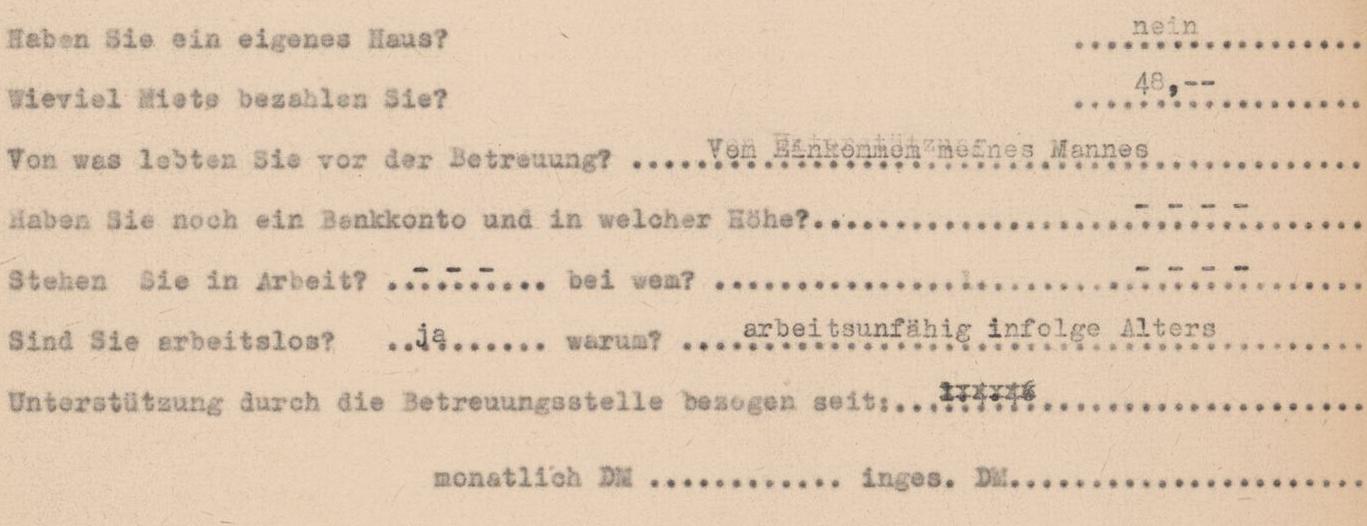 Haben Sie ein eigenes Haus? nein
Wieviel Miete bezahlen Sie? 48,--
Von was lebten Sie vor der Betreuung? ..... Vom Einkommen meines Mannes
Haben Sie noch ein Bankkonto und in welcher Höhe?..... - - - -
Stehen Sie in Arbeit? - - - bei wem? ..... - - - -
Sind Sie arbeitslos? ..ja....... warum? .... arbeitsunfähig infolge Alters
Unterstützung durch die Betreuungsstelle bezogen seit:...
monatlich DM ............ inges. DM......................